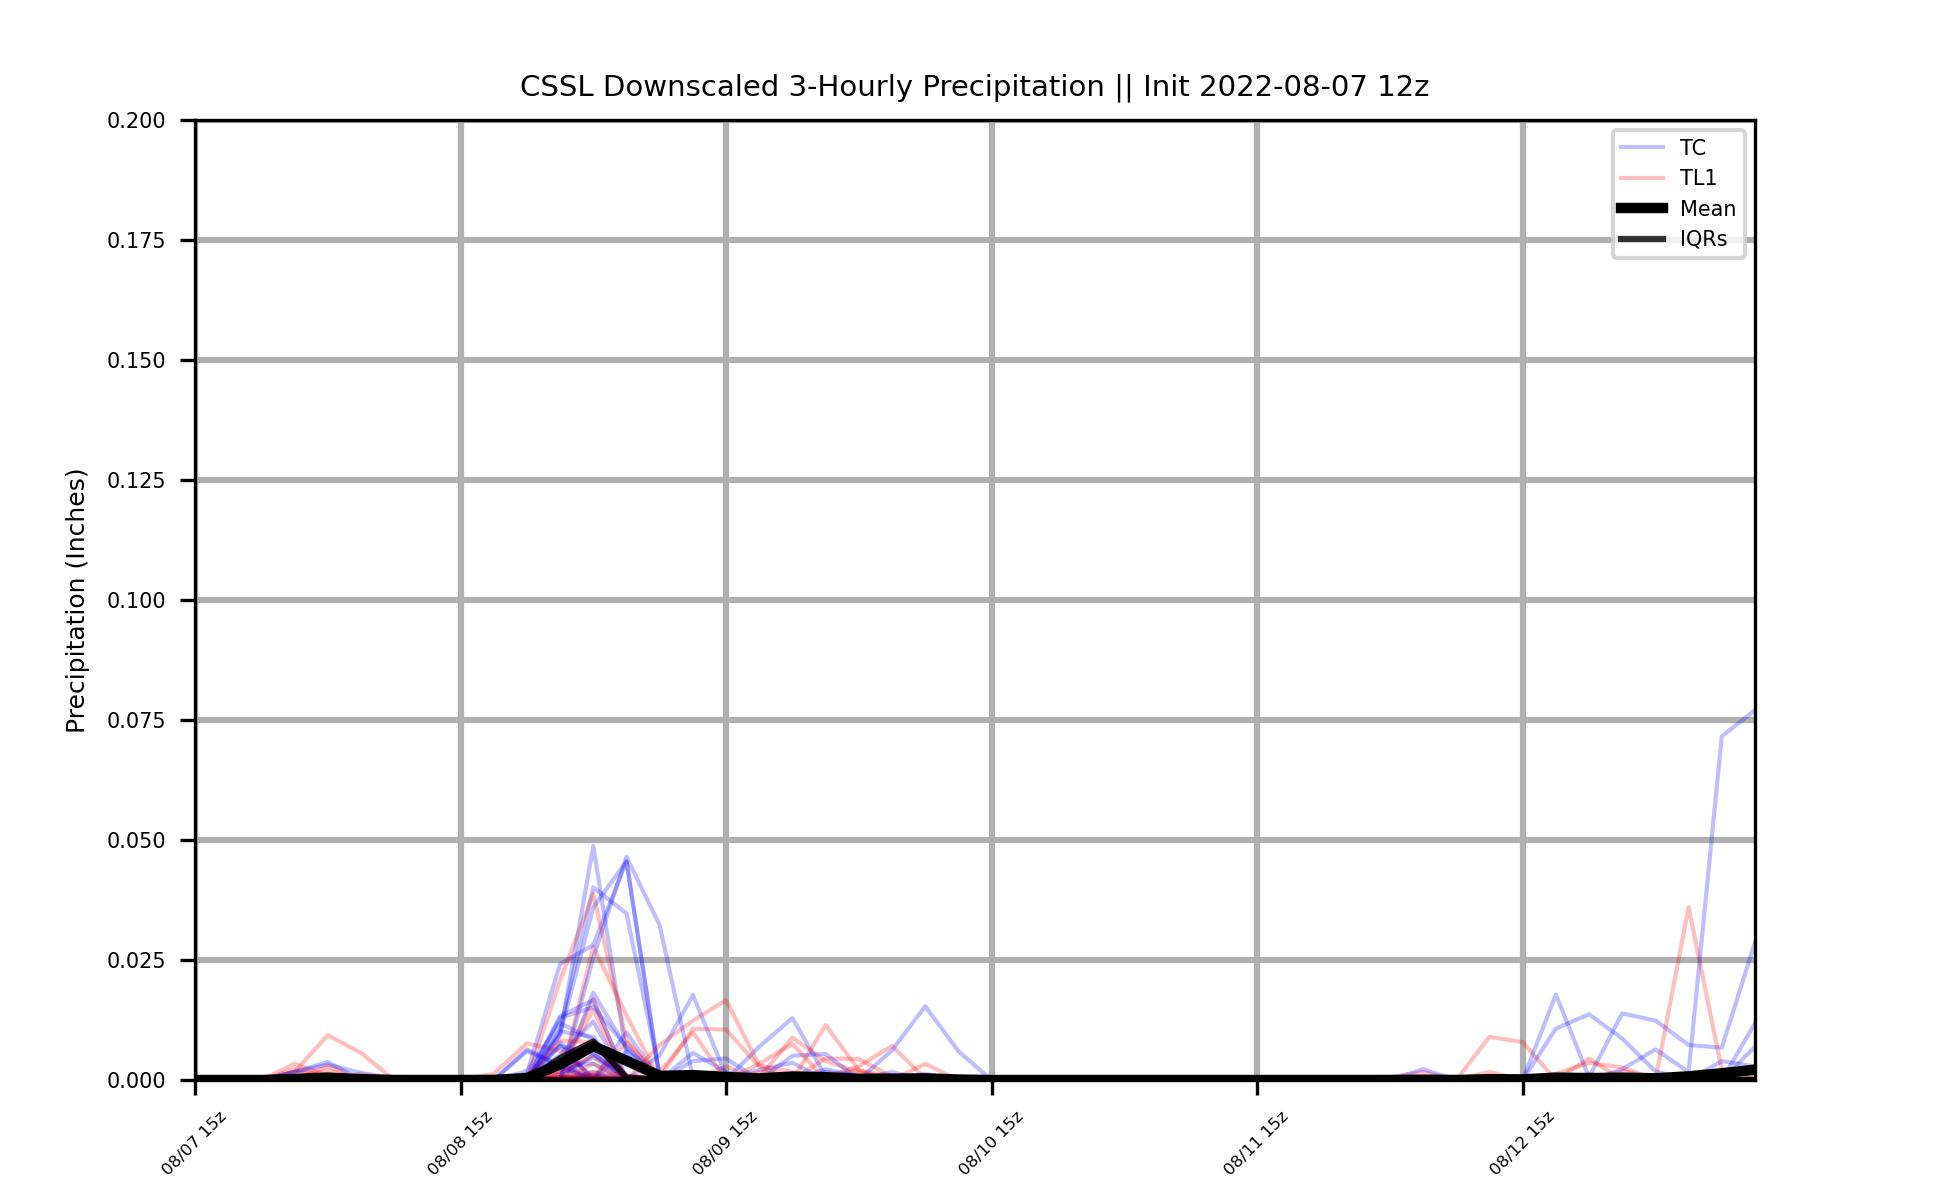 CSSL Downscaled 3-Hourly Precipitation || Init 2022-08-07 12z
Precipitation (Inches)
0.200
0.175
0.150
0.125
0.100
0.075
0.050
0.025
0.000
TC
TL1
Mean
IQRs
08/07 15z
08/08 15z
08/09 15z
08/10 15z
08/11 15z
08/12 15z